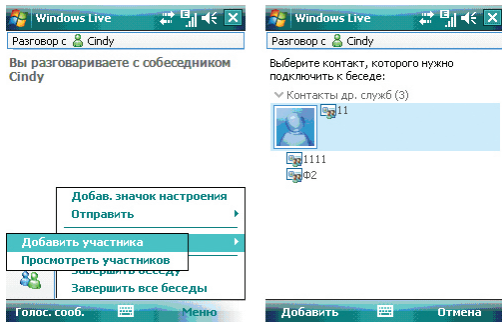 Windows Live
Разговор с Cindy
Вы разговариваете с собеседником
Cindy
Добав. значок настроения
Отправить
Добавить участника
Просмотреть участников
Завершить беседу
Завершить все беседы
Голос. сооб.
Меню
Windows Live
Разговор с Cindy
Выберите контакт, которого нужно
подключить к беседе:
Контакты др. служб (3)
11
1111
Ф2
Добавить
Отмена